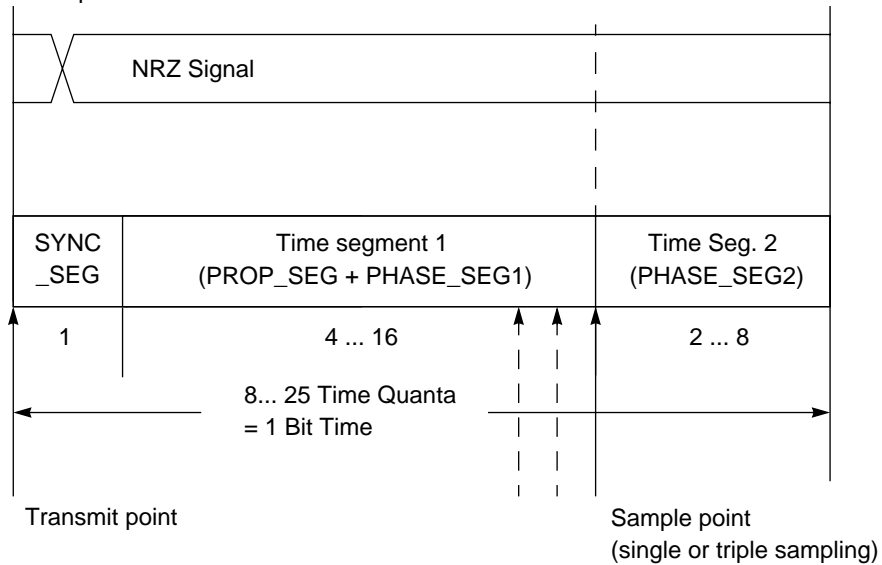 NRZ Signal
SYNC
_SEG
Time segment 1
(PROP_SEG + PHASE_SEG1)
Time Seg. 2
(PHASE_SEG2)
1
4 ... 16
2 ... 8
8... 25 Time Quanta
= 1 Bit Time
Transmit point
Sample point
(single or triple sampling)